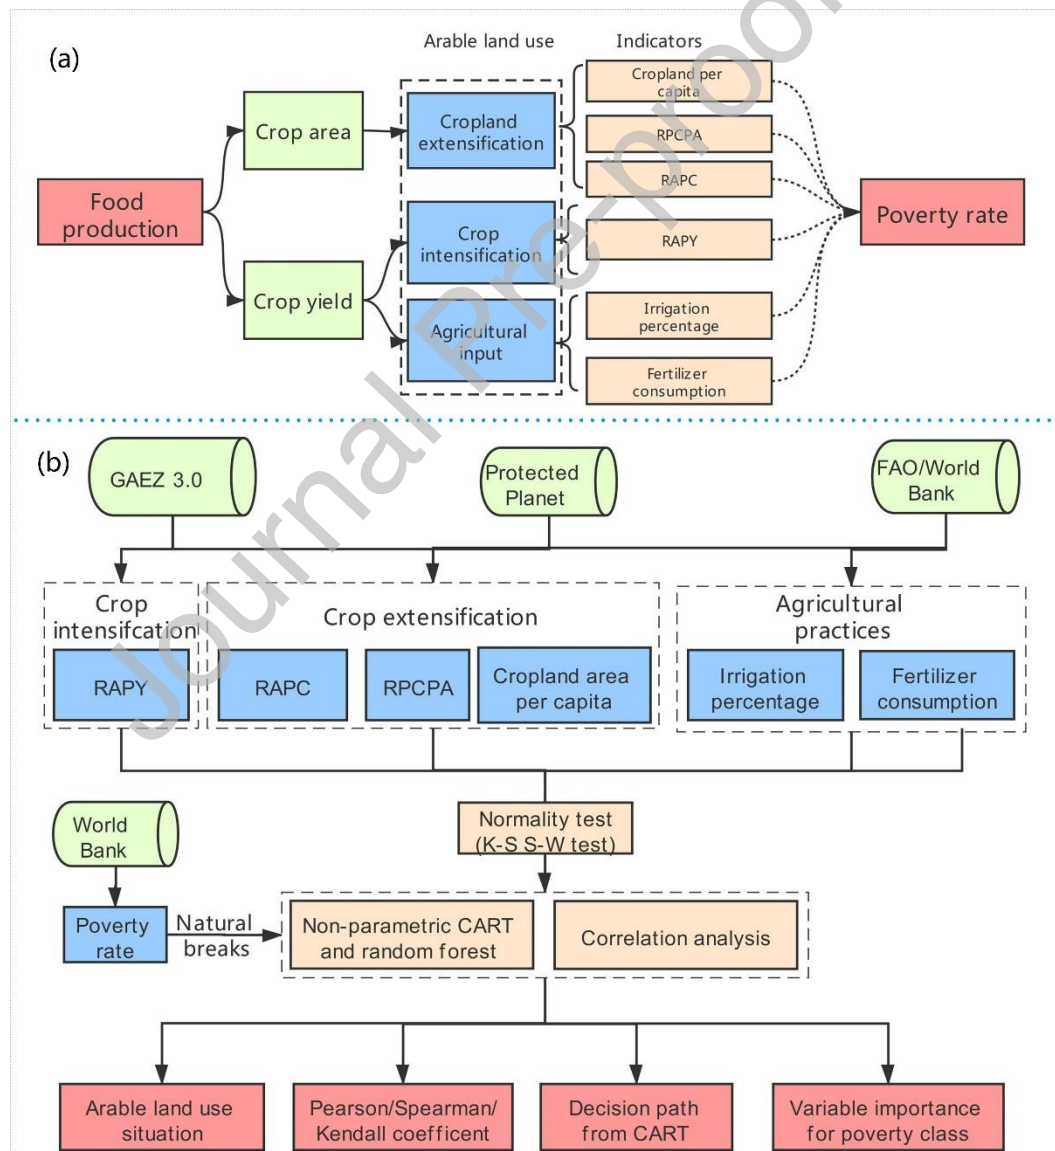 (a)
Arable land use
Indicators
Food
production
Crop area
Crop yield
Cropland
extensification
Crop
intensification
Agricultural
input
Cropland per
capita
RPCPA
RAPC
RAPY
Irrigation
percentage
Fertilizer
consumption
Poverty rate
(b)
GAEZ 3.0
Protected
Planet
FAO/World
Bank
Crop
intensifcation
RAPY
Crop extensification
RAPC
RPCPA
Cropland area
per capita
Agricultural
practices
Irrigation
percentage
Fertilizer
consumption
Normality test
(K-S S-W test)
World
Bank
Poverty
rate
Natural
breaks
Non-parametric CART
and random forest
Correlation analysis
Arable land use
situation
Pearson/Spearman/
Kendall coefficent
Decision path
from CART
Variable importance
for poverty class
Journal Pre-proof